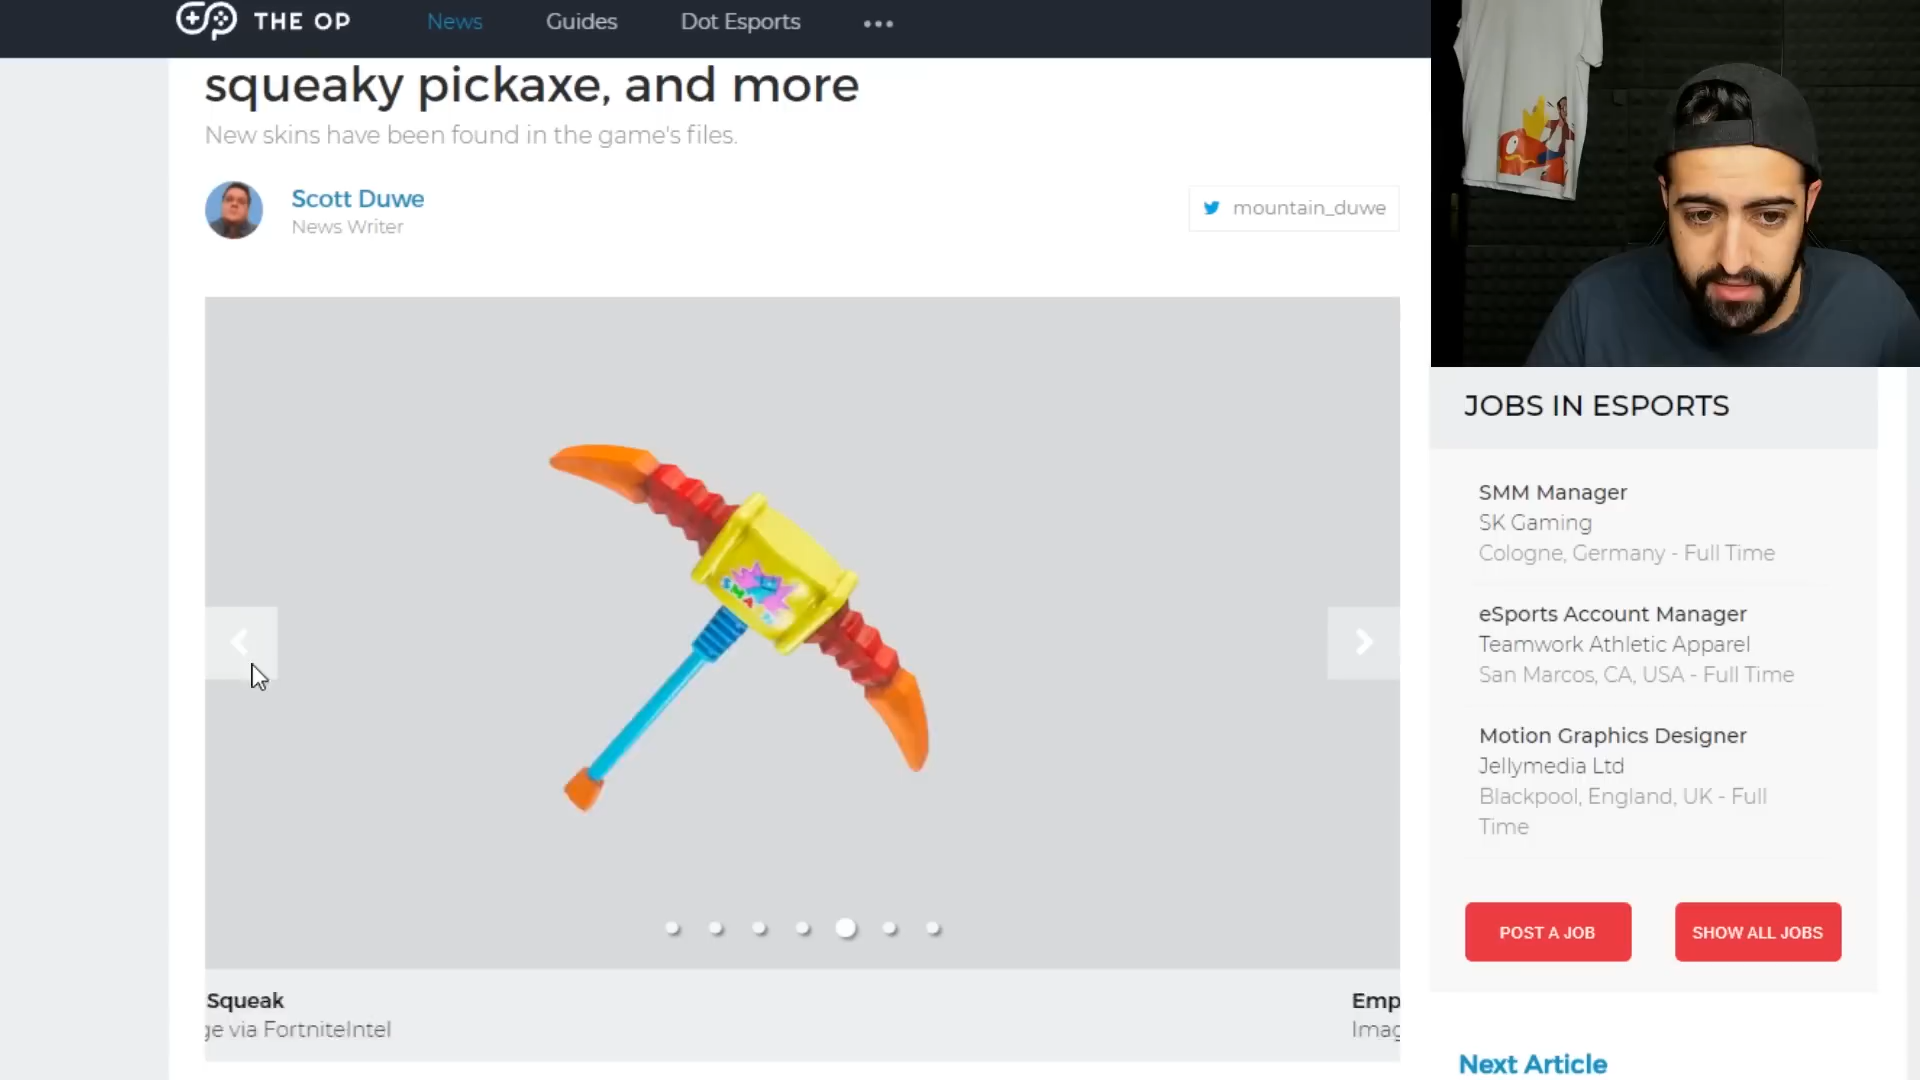 THE OP
News
Guides
Dot Esports
squeaky pickaxe, and more
New skins have been found in the game's files.
Scott Duwe
News Writer
mountain_duwe
Squeak
ge via FortniteIntel
Emp
Imag
JOBS IN ESPORTS
SMM Manager
SK Gaming
Cologne, Germany - Full Time
eSports Account Manager
Teamwork Athletic Apparel
San Marcos, CA, USA - Full Time
Motion Graphics Designer
Jellymedia Ltd
Blackpool, England, UK - Full
Time
POST A JOB
SHOW ALL JOBS
Next Article